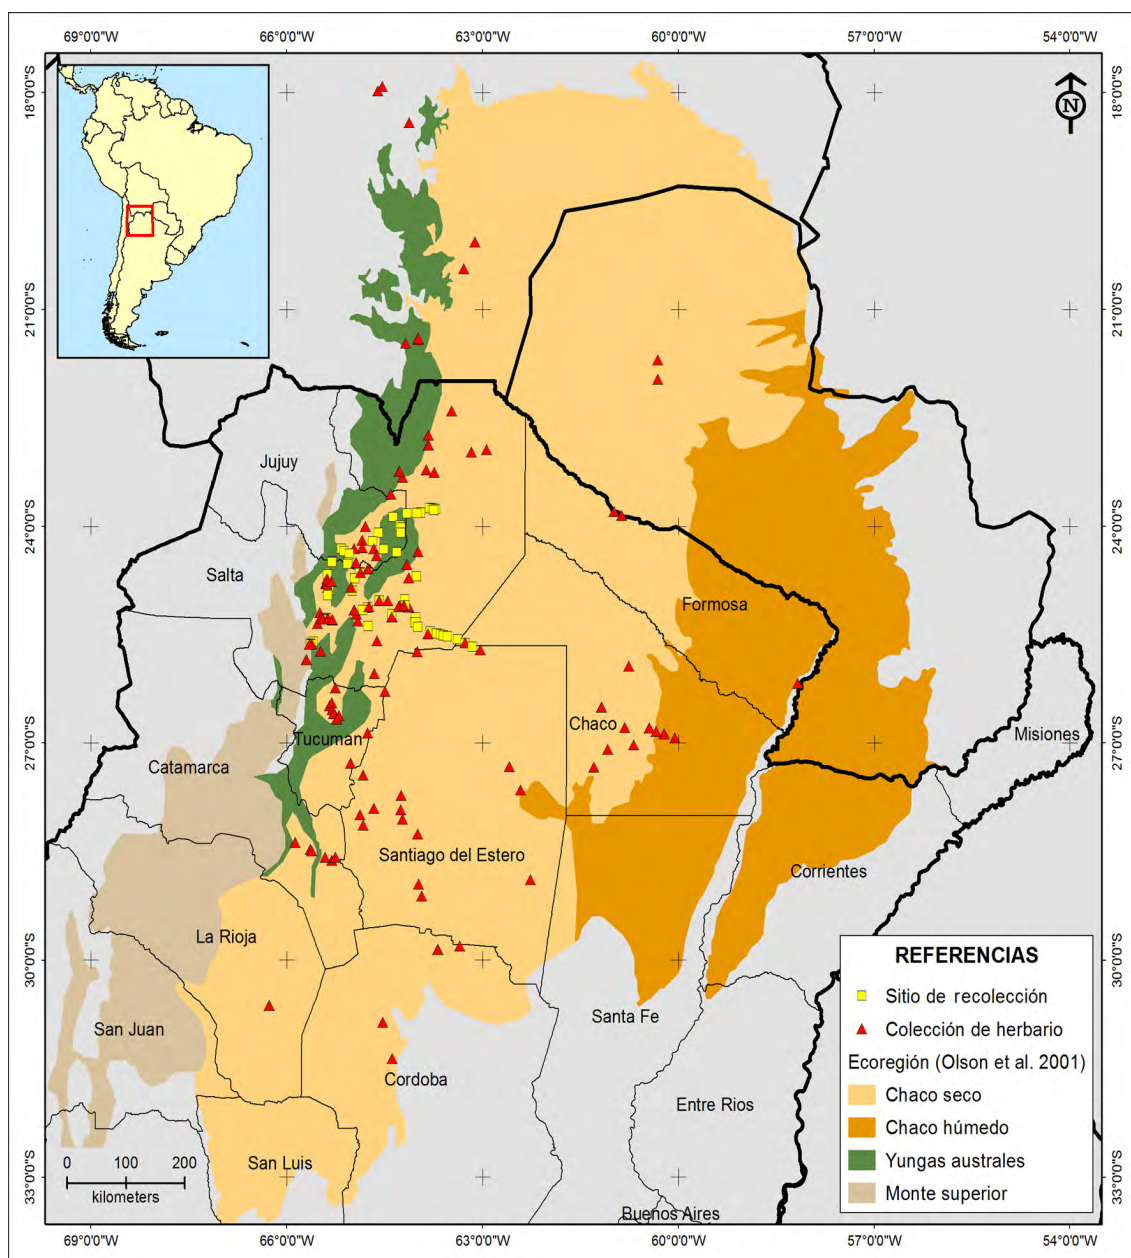 69°0'0"W 66°0'0"W 63°0'0"W 60°0'0"W 57°0'0"W 54°0'0"W
18°0'0"S 18°0'0"S
N
21°0'0"S 21°0'0"S
Jujuy
24°0'0"S 24°0'0"S
Salta
Formosa
Chaco
Misiones
Tucuman
27°0'0"S 27°0'0"S
Catamarca
Santiago del Estero
Corrientes
La Rioja
30°0'0"S 30°0'0"S
Santa Fe
San Juan
Cordoba
Entre Rios
San Luis
33°0'0"S 33°0'0"S
Buenos Aires
0 100 200
kilometers
REFERENCIAS
Sitio de recolección
Colección de herbario
Ecoregión (Olson et al. 2001)
Chaco seco
Chaco húmedo
Yungas australes
Monte superior
69°0'0"W 66°0'0"W 63°0'0"W 60°0'0"W 57°0'0"W 54°0'0"W